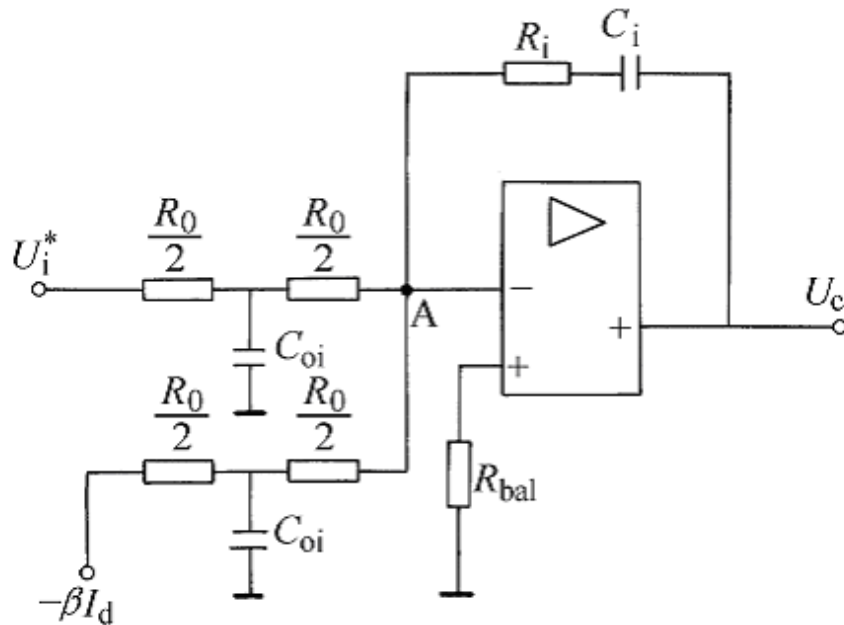 R_i
C_i
R_0/2
R_0/2
U_i^*
A
−
U_c
+
C_oi
+
R_0/2
R_0/2
R_bal
C_oi
−βI_d